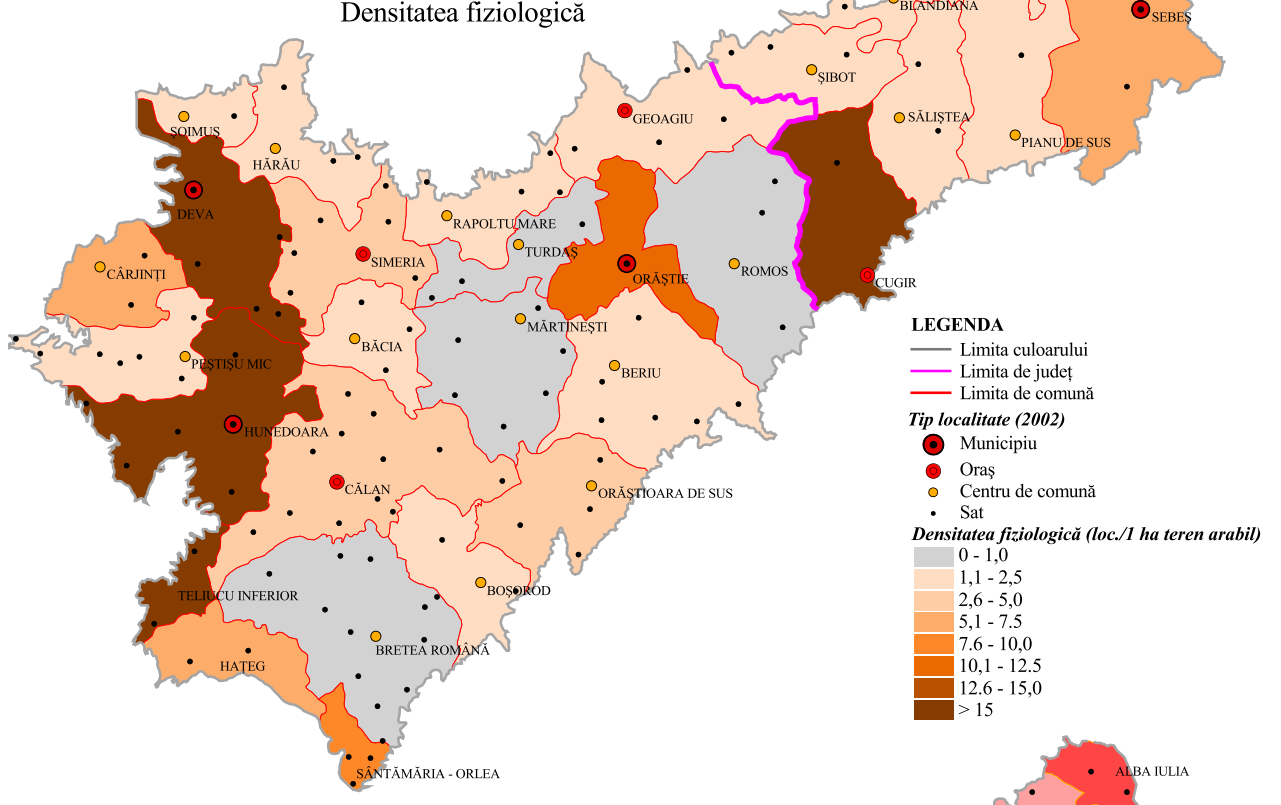 Densitatea fiziologică
BLANDIANA
SEBEȘ
ȘIBOT
GEOAGIU
SĂLIȘTEA
ȘOIMUȘ
PIANU DE SUS
HĂRĂU
DEVA
RAPOLTU MARE
TURDAȘ
SIMERIA
CÂRJINȚI
ORĂȘTIE
ROMOS
CUGIR
MĂRTINEȘTI
BĂCIA
PEȘTIȘU MIC
BERIU
HUNEDOARA
CĂLAN
ORĂȘTIOARA DE SUS
BOȘOROD
TELIUCU INFERIOR
BRETEA ROMÂNĂ
HAȚEG
SÂNTĂMĂRIA - ORLEA
LEGENDA
Limita culoarului
Limita de județ
Limita de comună
Tip localitate (2002)
Municipiu
Oraș
Centru de comună
Sat
Densitatea fiziologică (loc./1 ha teren arabil)
0 - 1,0
1,1 - 2,5
2,6 - 5,0
5,1 - 7.5
7.6 - 10,0
10,1 - 12.5
12.6 - 15,0
> 15
ALBA IULIA